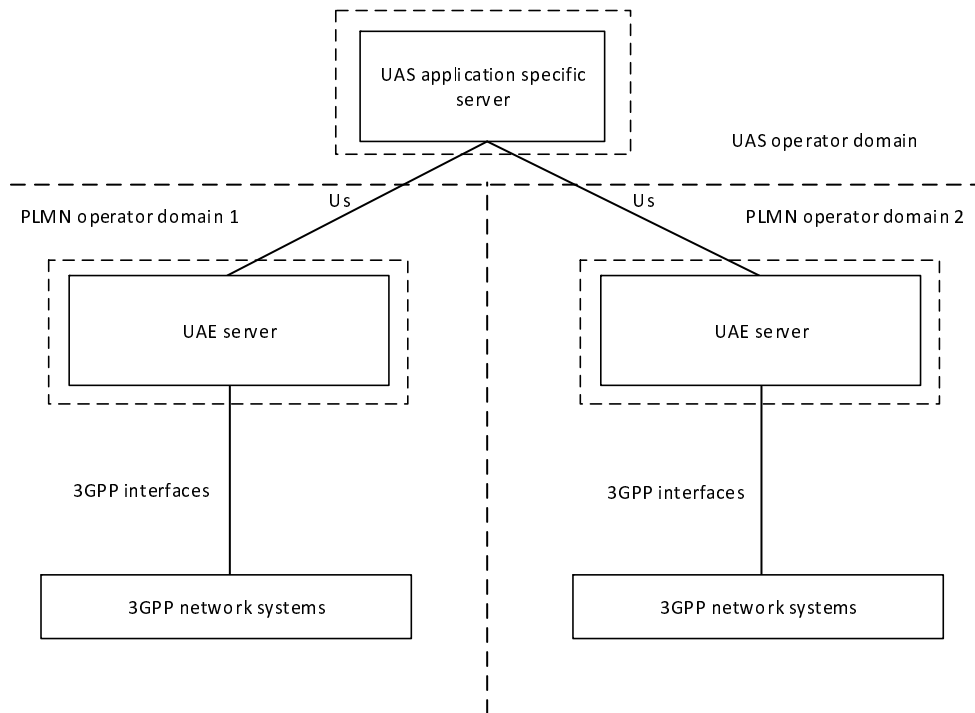 UAS application specific
server
UAS operator domain
Us
Us
PLMN operator domain 1
PLMN operator domain 2
UAE server
UAE server
3GPP interfaces
3GPP interfaces
3GPP network systems
3GPP network systems